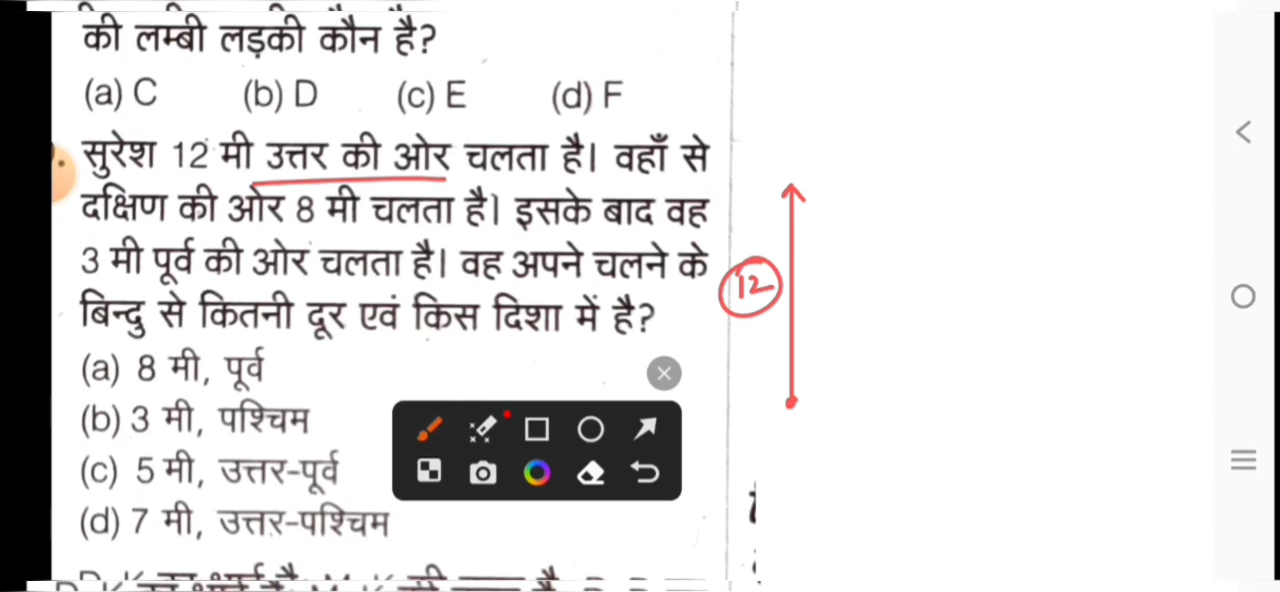 की लम्बी लड़की कौन है?
(a) C (b) D (c) E (d) F
सुरेश 12 मी उत्तर की ओर चलता है। वहाँ से
दक्षिण की ओर 8 मी चलता है। इसके बाद वह
3 मी पूर्व की ओर चलता है। वह अपने चलने के
बिन्दु से कितनी दूर एवं किस दिशा में है?
(a) 8 मी, पूर्व
(b) 3 मी, पश्चिम
(c) 5 मी, उत्तर-पूर्व
(d) 7 मी, उत्तर-पश्चिम
12